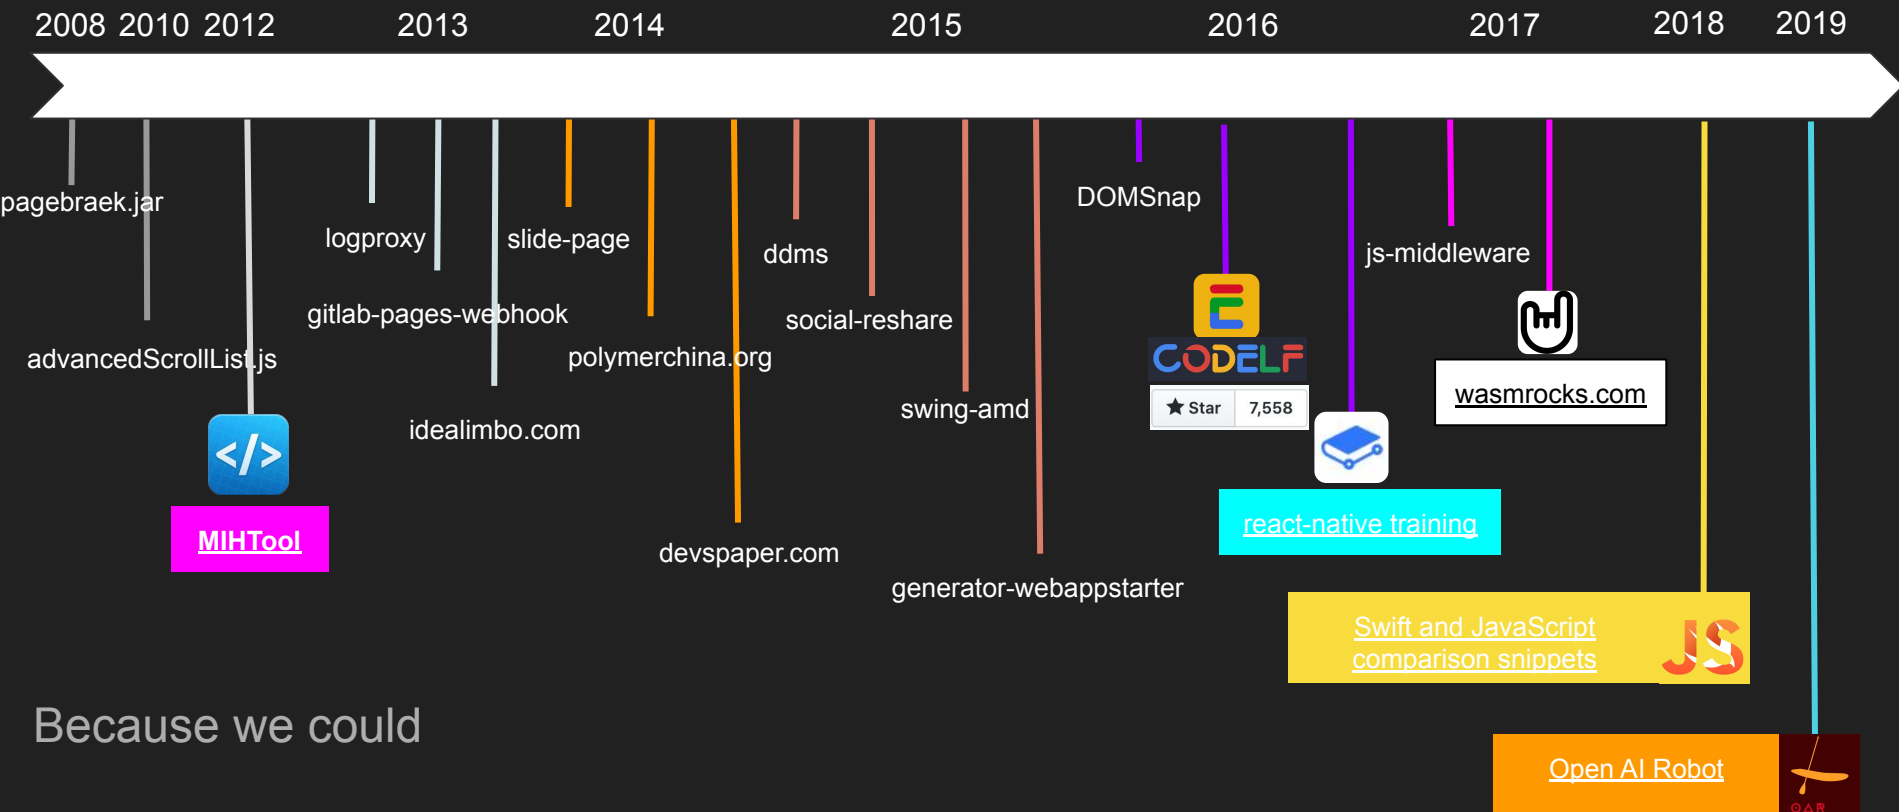 2008 2010 2012 2013 2014 2015 2016 2017 2018 2019
pagebraek.jar
DOMSnap
logproxy
slide-page
ddms
js-middleware
gitlab-pages-webhook
social-reshare
advancedScrollList.js
polymerchina.org
E
CODELF
Star 7,558
wasmrocks.com
swing-amd
idealimbo.com
</>
MIHTool
react-native training
devspaper.com
generator-webappstarter
Swift and JavaScript
comparison snippets
JS
Because we could
Open AI Robot
OAR